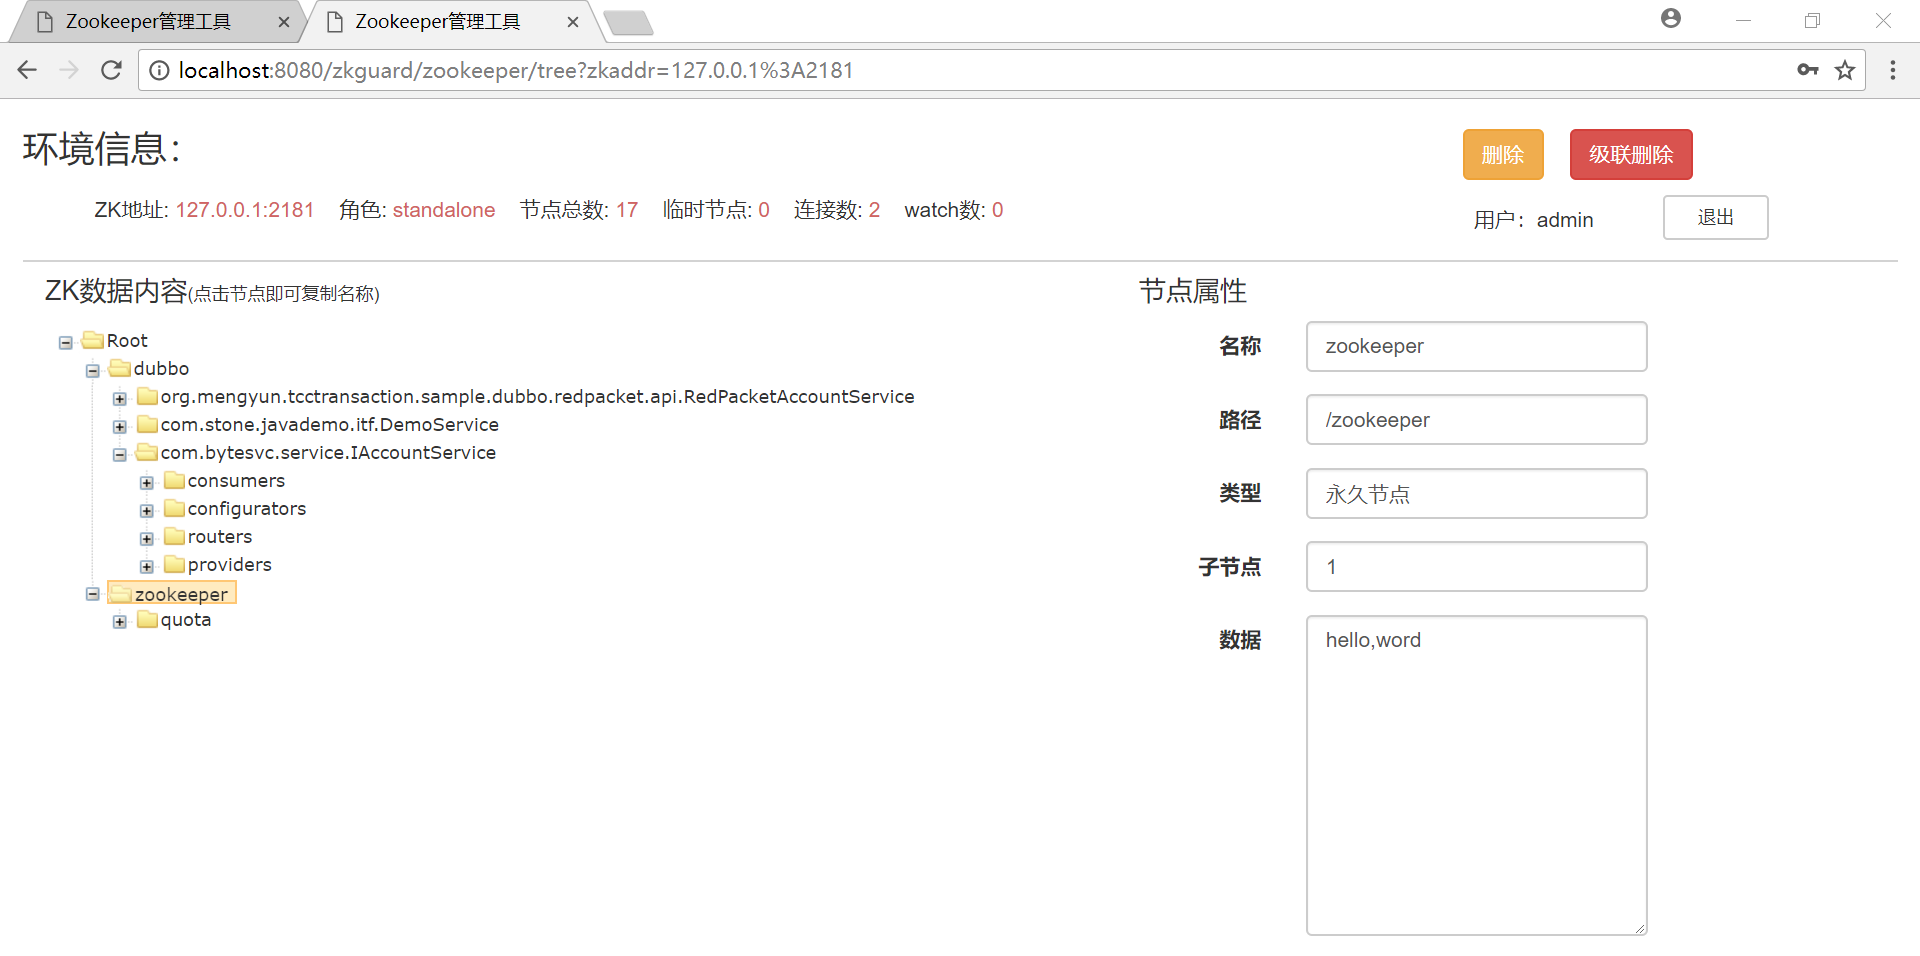 Zookeeper管理工具
Zookeeper管理工具
localhost:8080/zkguard/zookeeper/tree?zkaddr=127.0.0.1%3A2181
环境信息：
删除
级联删除
ZK地址: 127.0.0.1:2181 角色: standalone 节点总数: 17 临时节点: 0 连接数: 2 watch数: 0
用户：admin
退出
ZK数据内容(点击节点即可复制名称)
Root
dubbo
org.mengyun.tcctransaction.sample.dubbo.redpacket.api.RedPacketAccountService
com.stone.javademo.itf.DemoService
com.bytesvc.service.IAccountService
consumers
configurators
routers
providers
zookeeper
quota
节点属性
名称 zookeeper
路径 /zookeeper
类型 永久节点
子节点 1
数据 hello,word